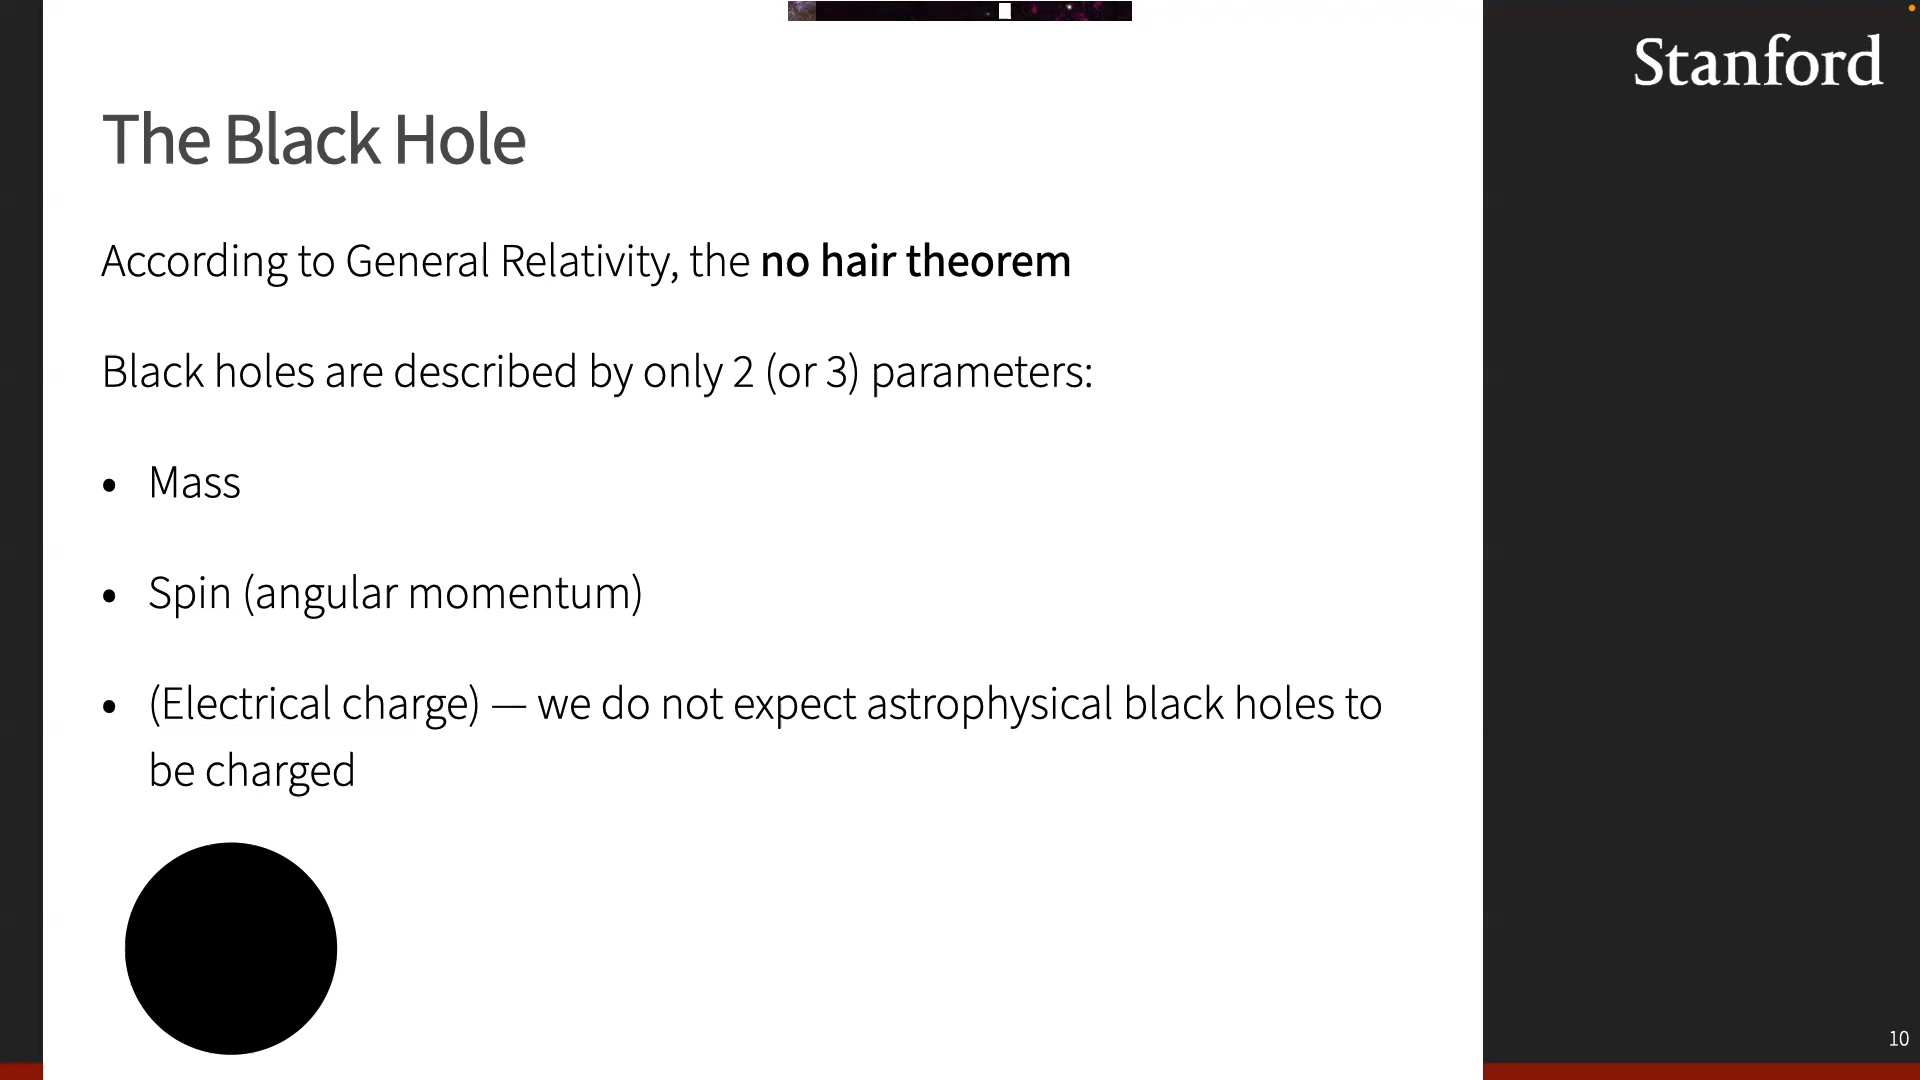 Stanford
The Black Hole
According to General Relativity, the no hair theorem
Black holes are described by only 2 (or 3) parameters:
• Mass
• Spin (angular momentum)
• (Electrical charge) — we do not expect astrophysical black holes to
be charged
10